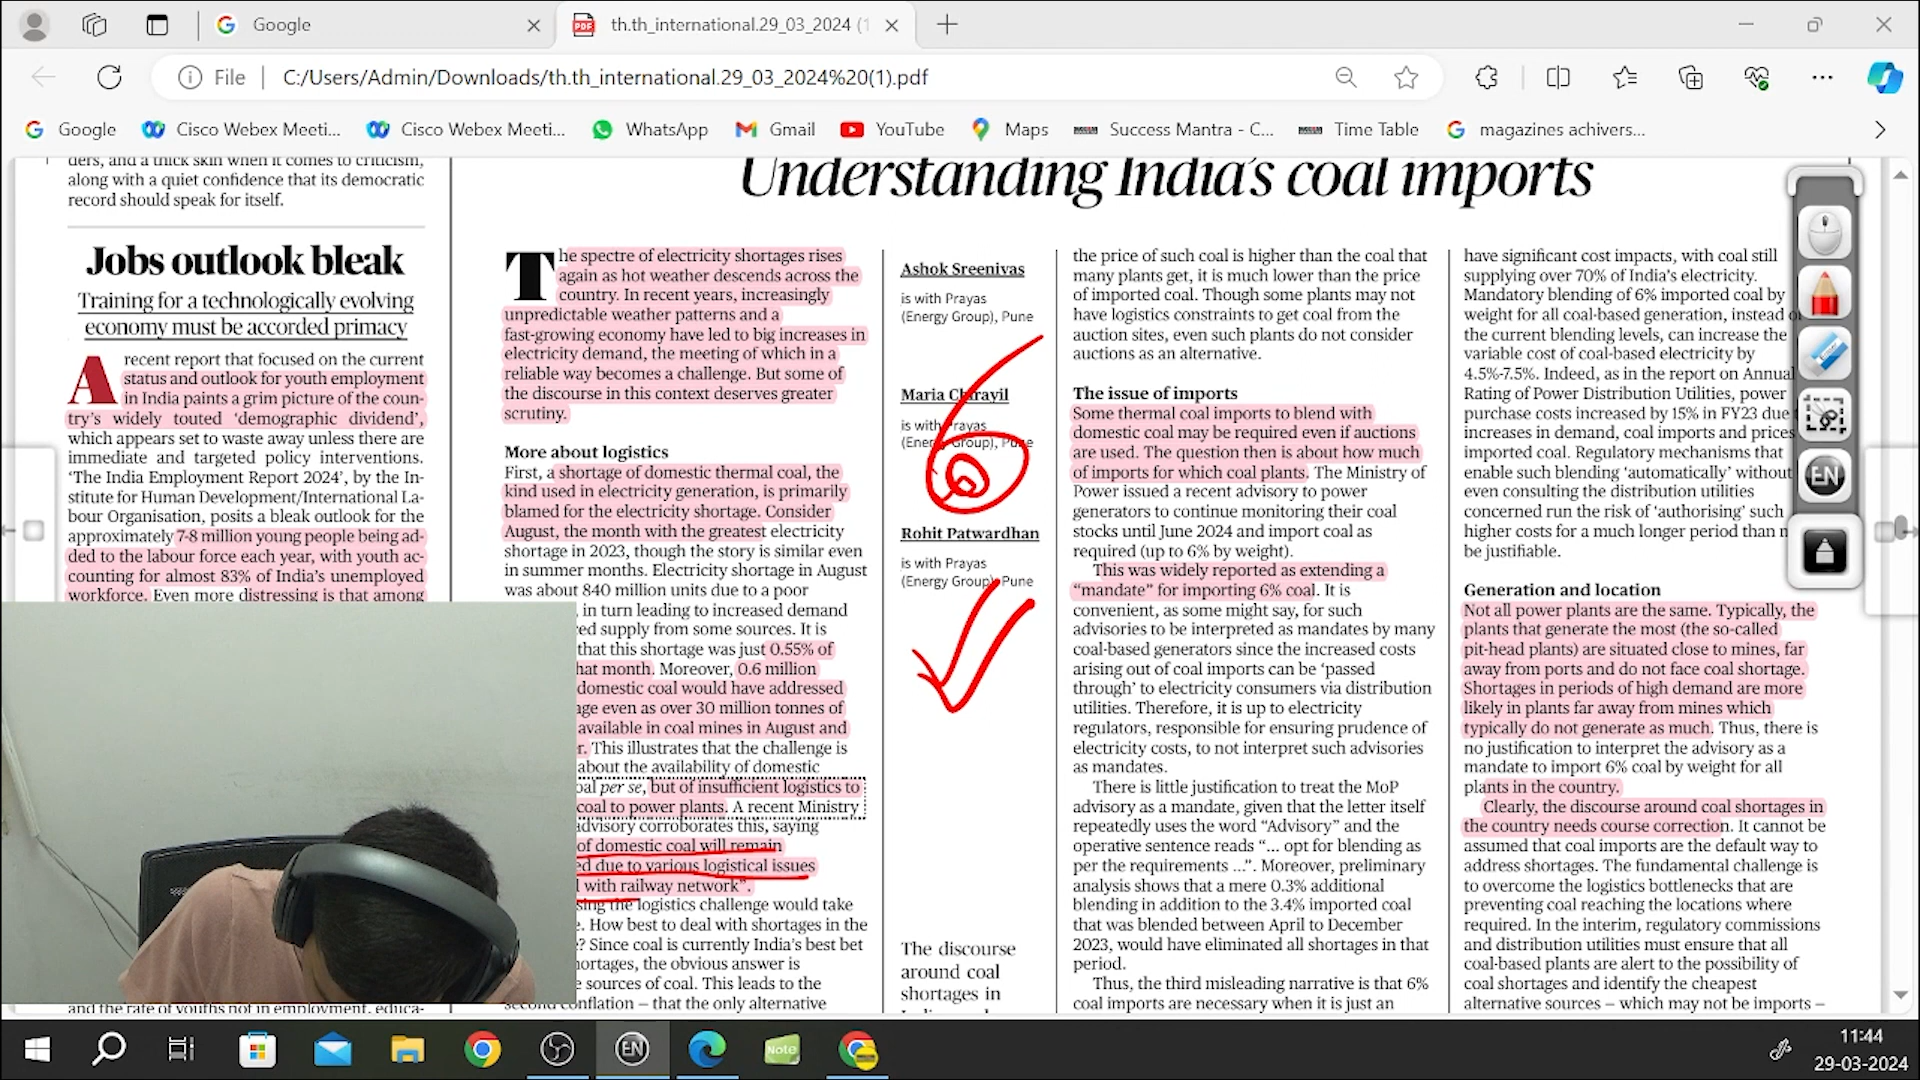 Google
th.th_international.29_03_2024 (1
File
C:/Users/Admin/Downloads/th.th_international.29_03_2024%20(1).pdf
Google
Cisco Webex Meeti...
Cisco Webex Meeti...
WhatsApp
Gmail
YouTube
Maps
Success Mantra - C...
Time Table
magazines achivers...
ders, and a thick skin when it comes to criticism,
along with a quiet confidence that its democratic
record should speak for itself.
Jobs outlook bleak
Training for a technologically evolving
economy must be accorded primacy
A recent report that focused on the current
status and outlook for youth employment
in India paints a grim picture of the coun-
try's widely touted 'demographic dividend',
which appears set to waste away unless there are
immediate and targeted policy interventions.
'The India Employment Report 2024', by the In-
stitute for Human Development/International La-
bour Organisation, posits a bleak outlook for the
approximately 7-8 million young people being ad-
ded to the labour force each year, with youth ac-
counting for almost 83% of India's unemployed
workforce. Even more distressing is that among
and the rate of youths not in employment, educa-
Understanding India's coal imports
The spectre of electricity shortages rises
again as hot weather descends across the
country. In recent years, increasingly
unpredictable weather patterns and a
fast-growing economy have led to big increases in
electricity demand, the meeting of which in a
reliable way becomes a challenge. But some of
the discourse in this context deserves greater
scrutiny.
More about logistics
First, a shortage of domestic thermal coal, the
kind used in electricity generation, is primarily
blamed for the electricity shortage. Consider
August, the month with the greatest electricity
shortage in 2023, though the story is similar even
in summer months. Electricity shortage in August
was about 840 million units due to a poor
in turn leading to increased demand
ed supply from some sources. It is
that this shortage was just 0.55% of
hat month. Moreover, 0.6 million
domestic coal would have addressed
ge even as over 30 million tonnes of
available in coal mines in August and
r. This illustrates that the challenge is
about the availability of domestic
oal per se, but of insufficient logistics to
coal to power plants. A recent Ministry
advisory corroborates this, saying
of domestic coal will remain
ed due to various logistical issues
l with railway network".
sing the logistics challenge would take
e. How best to deal with shortages in the
e? Since coal is currently India's best bet
ortages, the obvious answer is
e sources of coal. This leads to the
second conflation – that the only alternative
Ashok Sreenivas
is with Prayas
(Energy Group), Pune
Maria Chirayil
is with Prayas
(Energy Group), Pune
Rohit Patwardhan
is with Prayas
(Energy Group), Pune
The discourse
around coal
shortages in
the price of such coal is higher than the coal that
many plants get, it is much lower than the price
of imported coal. Though some plants may not
have logistics constraints to get coal from the
auction sites, even such plants do not consider
auctions as an alternative.
The issue of imports
Some thermal coal imports to blend with
domestic coal may be required even if auctions
are used. The question then is about how much
of imports for which coal plants. The Ministry of
Power issued a recent advisory to power
generators to continue monitoring their coal
stocks until June 2024 and import coal as
required (up to 6% by weight).
This was widely reported as extending a
"mandate" for importing 6% coal. It is
convenient, as some might say, for such
advisories to be interpreted as mandates by many
coal-based generators since the increased costs
arising out of coal imports can be 'passed
through' to electricity consumers via distribution
utilities. Therefore, it is up to electricity
regulators, responsible for ensuring prudence of
electricity costs, to not interpret such advisories
as mandates.
There is little justification to treat the MoP
advisory as a mandate, given that the letter itself
repeatedly uses the word "Advisory" and the
operative sentence reads "... opt for blending as
per the requirements ...". Moreover, preliminary
analysis shows that a mere 0.3% additional
blending in addition to the 3.4% imported coal
that was blended between April to December
2023, would have eliminated all shortages in that
period.
Thus, the third misleading narrative is that 6%
coal imports are necessary when it is just an
have significant cost impacts, with coal still
supplying over 70% of India's electricity.
Mandatory blending of 6% imported coal by
weight for all coal-based generation, instead o
the current blending levels, can increase the
variable cost of coal-based electricity by
4.5%-7.5%. Indeed, as in the report on Annual
Rating of Power Distribution Utilities, power
purchase costs increased by 15% in FY23 due
increases in demand, coal imports and prices
imported coal. Regulatory mechanisms that
enable such blending 'automatically' without
even consulting the distribution utilities
concerned run the risk of 'authorising' such
higher costs for a much longer period than m
be justifiable.
Generation and location
Not all power plants are the same. Typically, the
plants that generate the most (the so-called
pit-head plants) are situated close to mines, far
away from ports and do not face coal shortage.
Shortages in periods of high demand are more
likely in plants far away from mines which
typically do not generate as much. Thus, there is
no justification to interpret the advisory as a
mandate to import 6% coal by weight for all
plants in the country.
Clearly, the discourse around coal shortages in
the country needs course correction. It cannot be
assumed that coal imports are the default way to
address shortages. The fundamental challenge is
to overcome the logistics bottlenecks that are
preventing coal reaching the locations where
required. In the interim, regulatory commissions
and distribution utilities must ensure that all
coal-based plants are alert to the possibility of
coal shortages and identify the cheapest
alternative sources – which may not be imports –
EN
EN
Note
11:44
29-03-2024